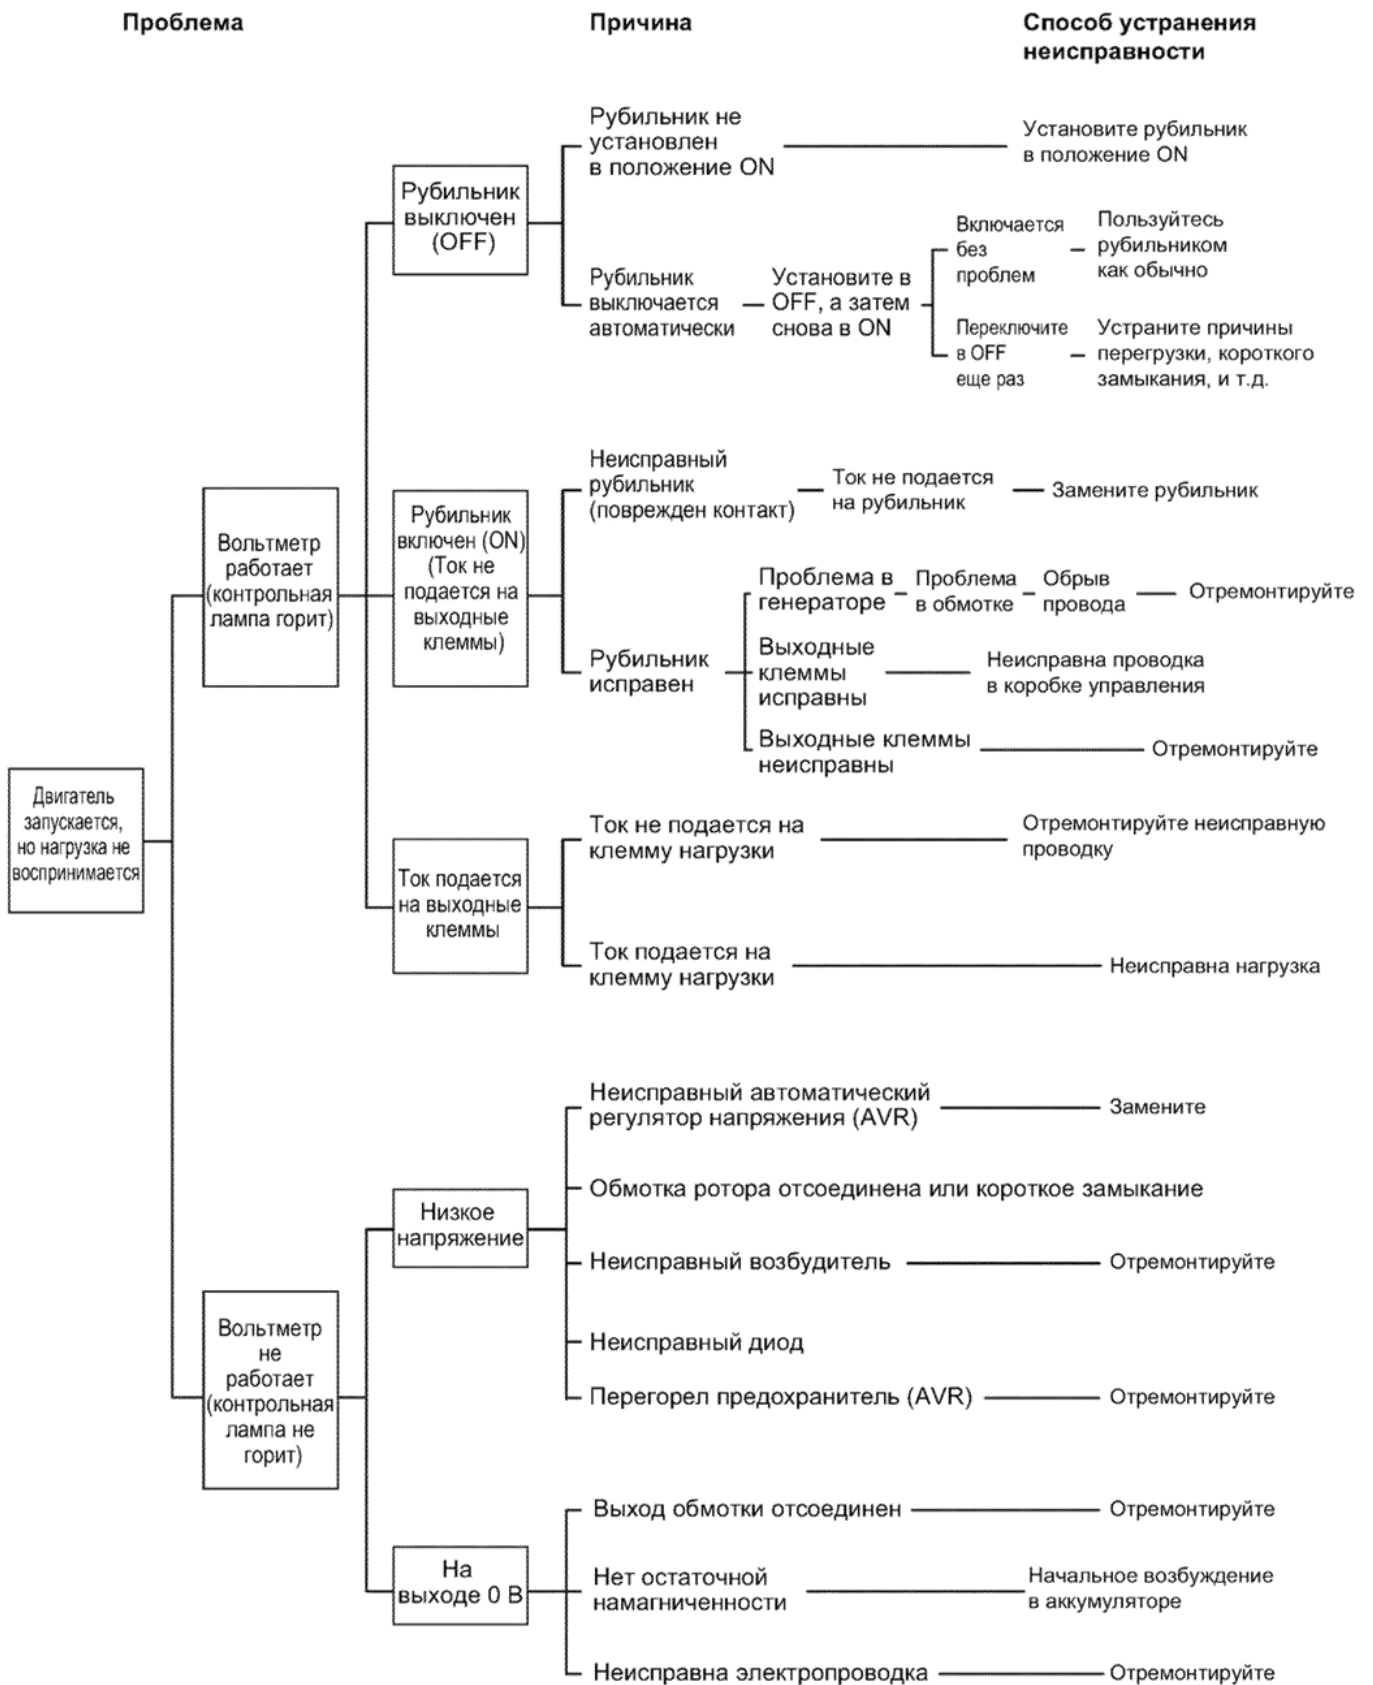 Проблема
Причина
Способ устранения
неисправности
Двигатель
запускается,
но нагрузка не
воспринимается
Вольтметр
работает
(контрольная
лампа горит)
Рубильник
выключен
(OFF)
Рубильник не
установлен
в положение ON
Установите рубильник
в положение ON
Рубильник
выключается
автоматически
Установите в
OFF, а затем
снова в ON
Включается
без
проблем
Пользуйтесь
рубильником
как обычно
Переключите
в OFF
еще раз
Устраните причины
перегрузки, короткого
замыкания, и т.д.
Рубильник
включен (ON)
(Ток не
подается на
выходные
клеммы)
Неисправный
рубильник
(поврежден контакт)
Ток не подается
на рубильник
Замените рубильник
Рубильник
исправен
Проблема в
генераторе
Проблема
в обмотке
Обрыв
провода
Отремонтируйте
Выходные
клеммы
исправны
Неисправна проводка
в коробке управления
Выходные клеммы
неисправны
Отремонтируйте
Ток подается
на выходные
клеммы
Ток не подается на
клемму нагрузки
Отремонтируйте неисправную
проводку
Ток подается на
клемму нагрузки
Неисправна нагрузка
Вольтметр
не
работает
(контрольная
лампа не
горит)
Низкое
напряжение
Неисправный автоматический
регулятор напряжения (AVR)
Замените
Обмотка ротора отсоединена или короткое замыкание
Неисправный возбудитель
Отремонтируйте
Неисправный диод
Перегорел предохранитель (AVR)
Отремонтируйте
На
выходе 0 В
Выход обмотки отсоединен
Отремонтируйте
Нет остаточной
намагниченности
Начальное возбуждение
в аккумуляторе
Неисправна электропроводка
Отремонтируйте